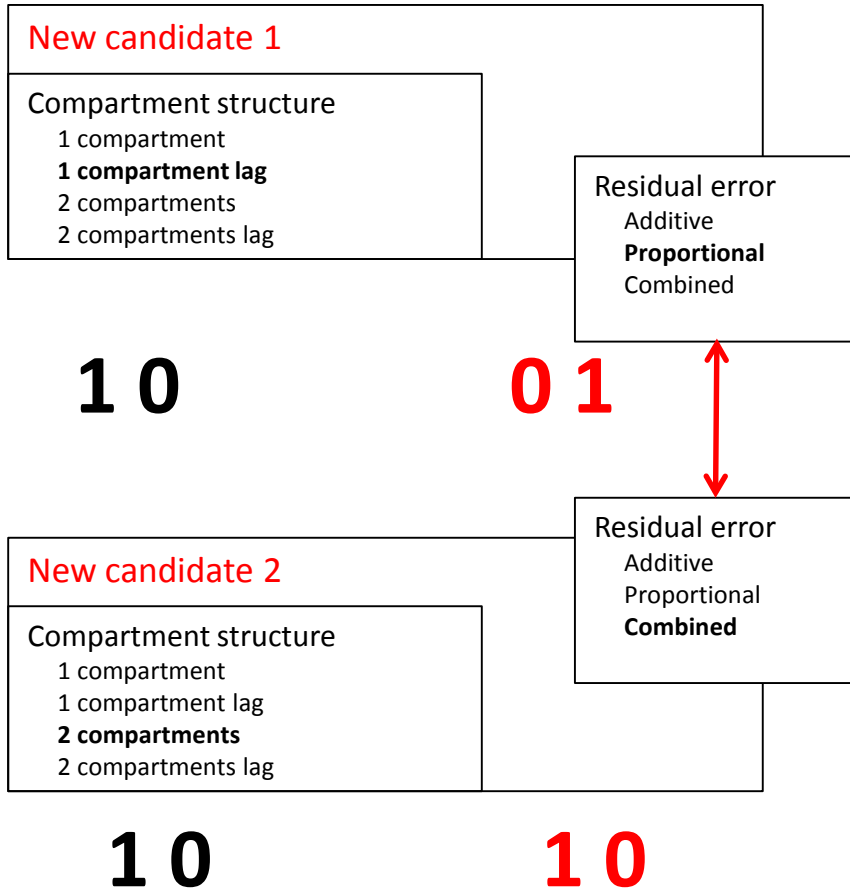 New candidate 1
Compartment structure
1 compartment
1 compartment lag
2 compartments
2 compartments lag
Residual error
Additive
Proportional
Combined
1 0
0 1
New candidate 2
Compartment structure
1 compartment
1 compartment lag
2 compartments
2 compartments lag
Residual error
Additive
Proportional
Combined
1 0
1 0